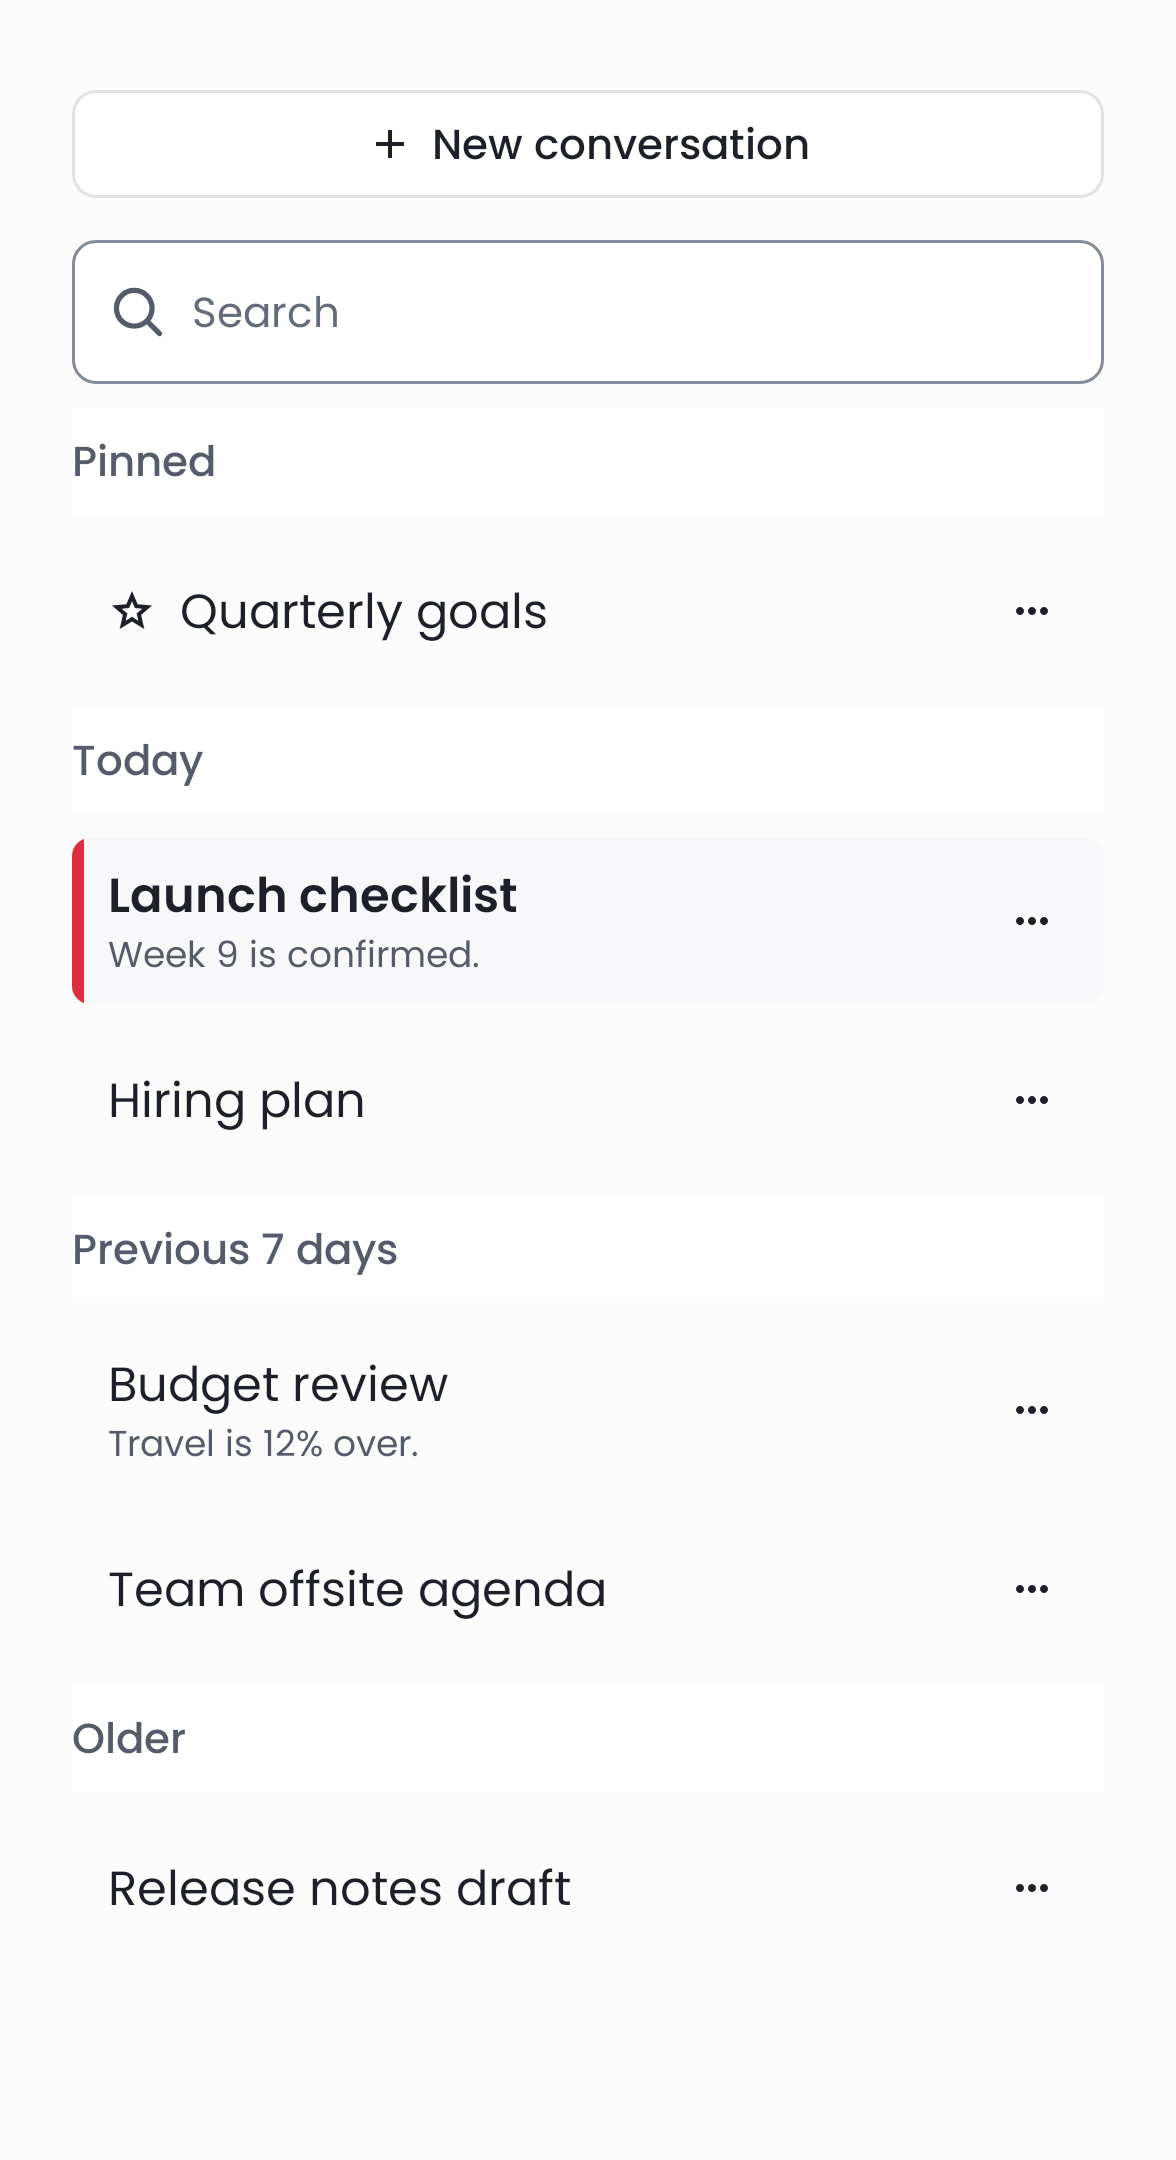 New conversation
Search
Pinned
Quarterly goals
Today
Launch checklist
Week 9 is confirmed.
Hiring plan
Previous 7 days
Budget review
Travel is 12% over.
Team offsite agenda
Older
Release notes draft